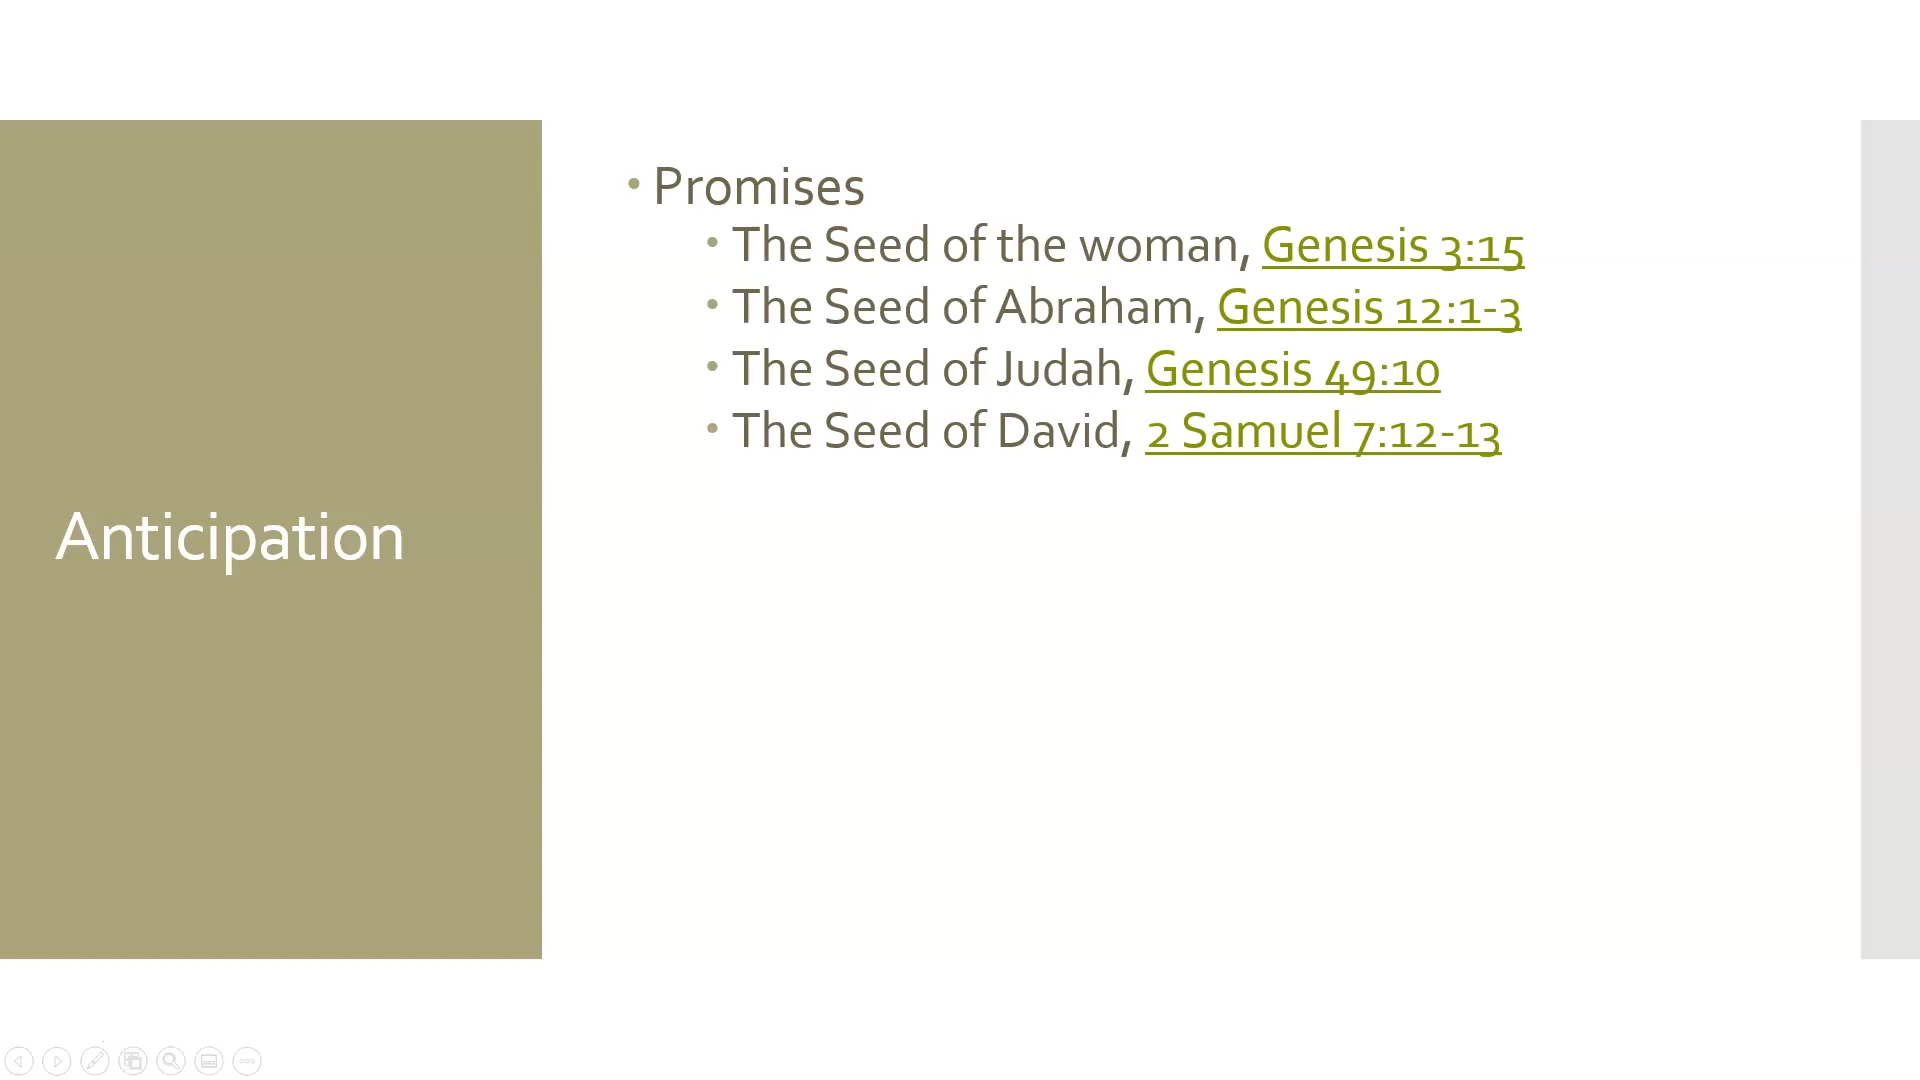 Anticipation
• Promises
• The Seed of the woman, Genesis 3:15
• The Seed of Abraham, Genesis 12:1-3
• The Seed of Judah, Genesis 49:10
• The Seed of David, 2 Samuel 7:12-13